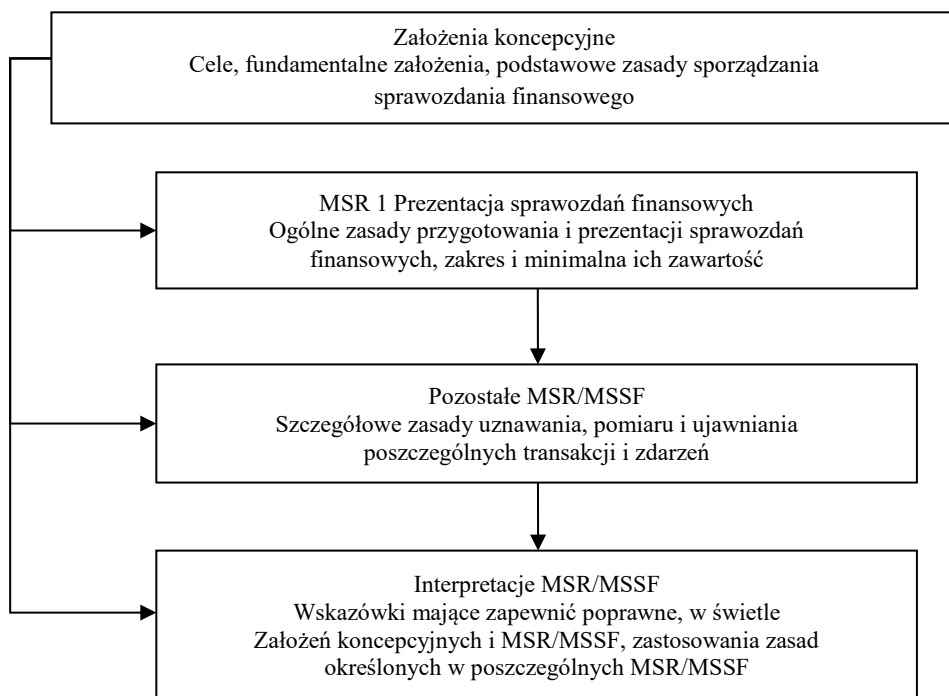 Założenia koncepcyjne
Cele, fundamentalne założenia, podstawowe zasady sporządzania
sprawozdania finansowego
MSR 1 Prezentacja sprawozdań finansowych
Ogólne zasady przygotowania i prezentacji sprawozdań
finansowych, zakres i minimalna ich zawartość
Pozostałe MSR/MSSF
Szczegółowe zasady uznawania, pomiaru i ujawniania
poszczególnych transakcji i zdarzeń
Interpretacje MSR/MSSF
Wskazówki mające zapewnić poprawne, w świetle
Założeń koncepcyjnych i MSR/MSSF, zastosowania zasad
określonych w poszczególnych MSR/MSSF